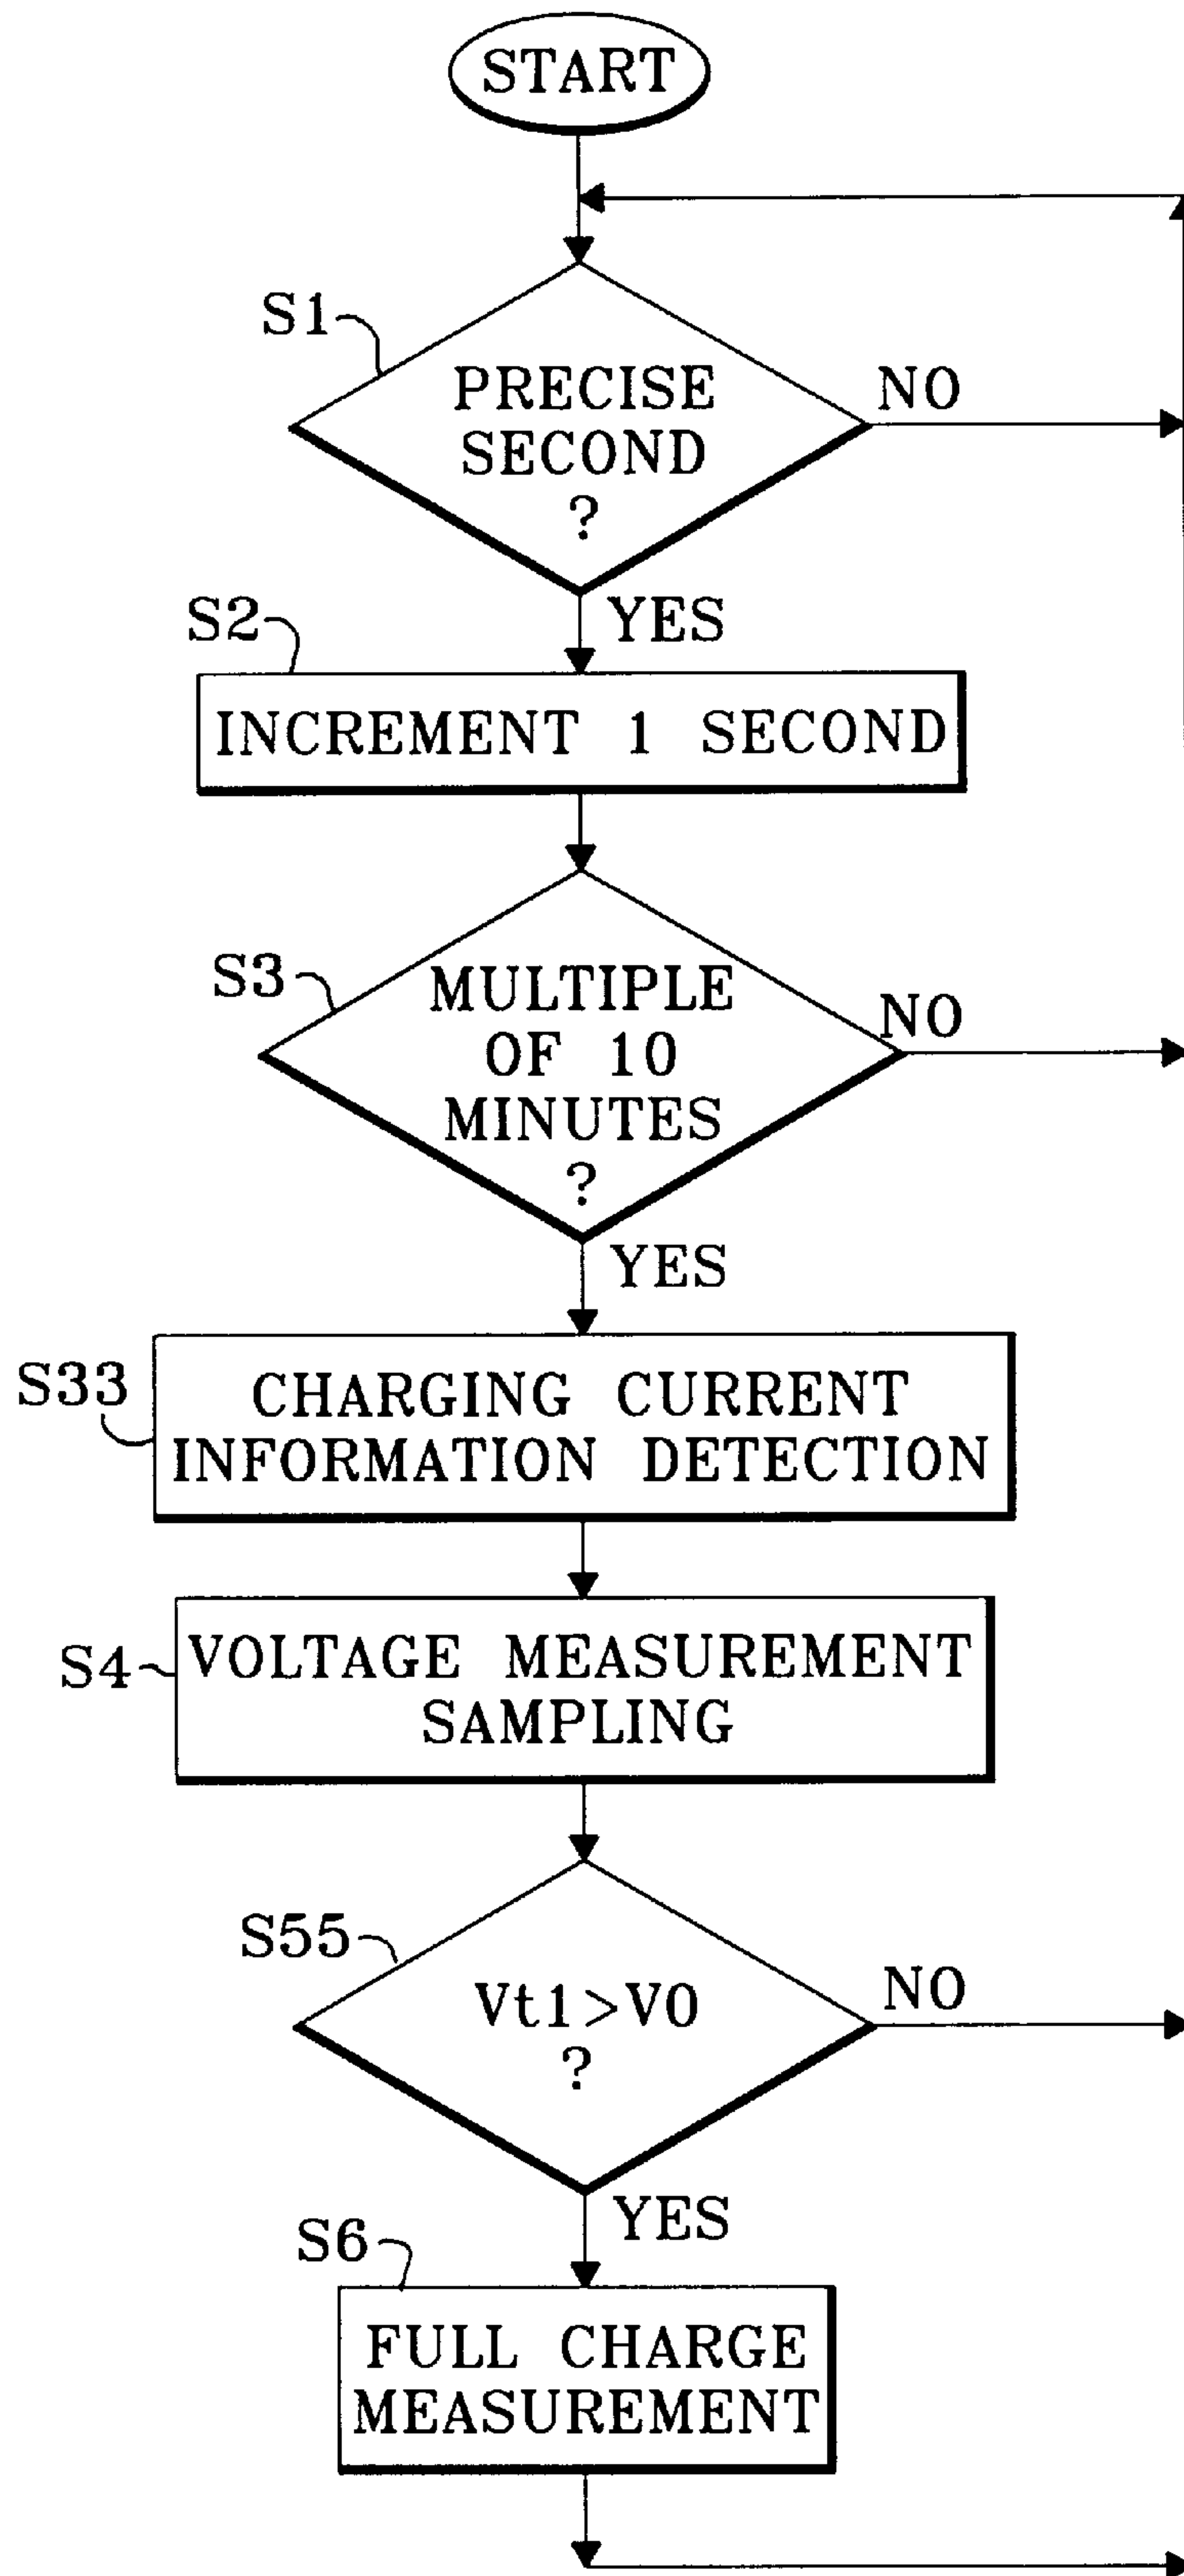 START
S1
PRECISE
SECOND
?
NO
YES
S2
INCREMENT 1 SECOND
S3
MULTIPLE
OF 10
MINUTES
?
NO
YES
S33
CHARGING CURRENT
INFORMATION DETECTION
S4
VOLTAGE MEASUREMENT
SAMPLING
S55
Vt1>V0
?
NO
YES
S6
FULL CHARGE
MEASUREMENT